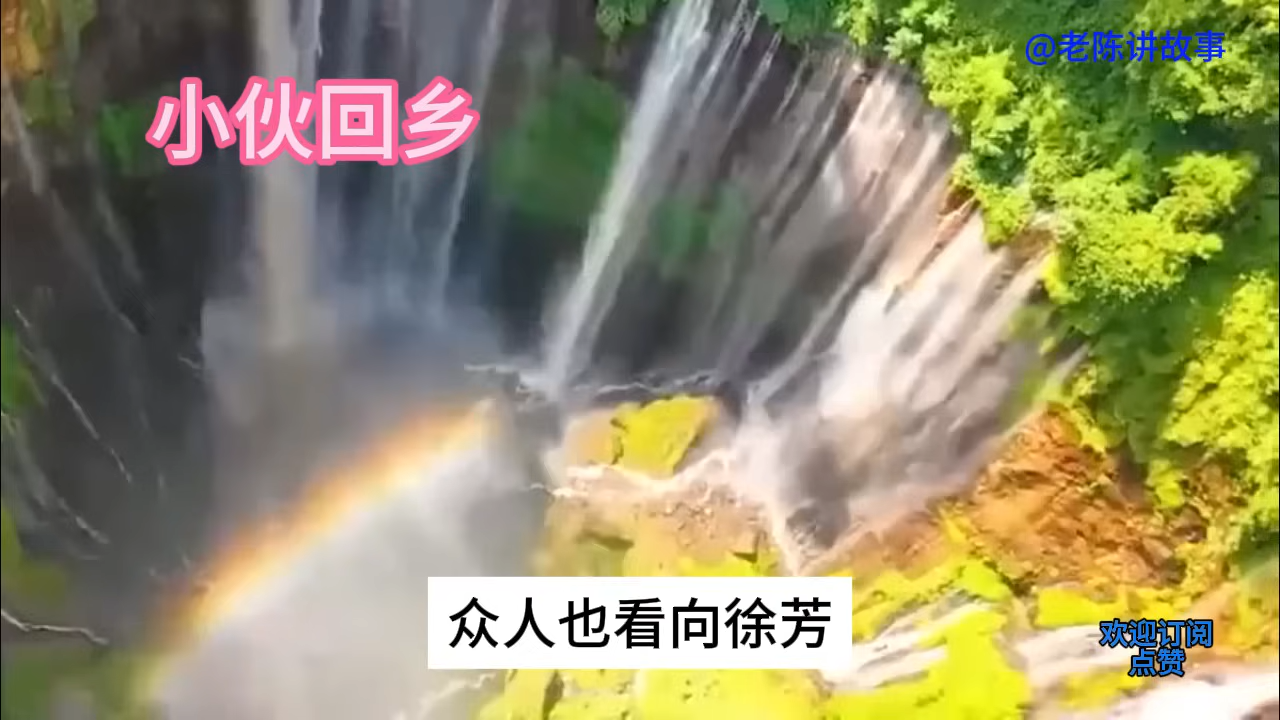 @老陈讲故事
小伙回乡
众人也看向徐芳
欢迎订阅
点赞